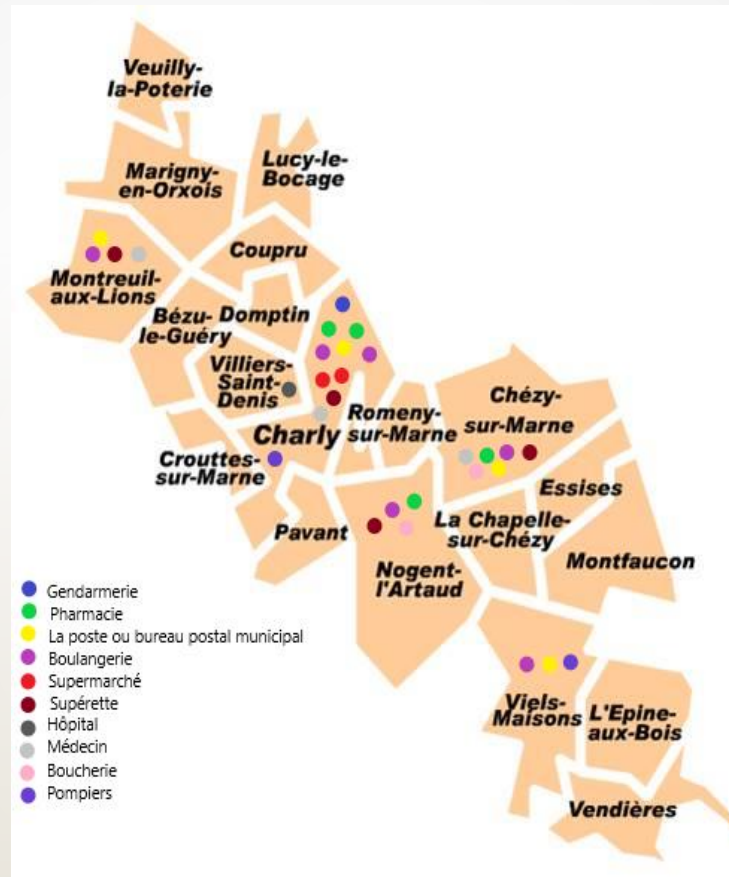 Veuilly-
la-Poterie
Marigny-
en-Orxois
Lucy-le-
Bocage
Coupru
Montreuil-
aux-Lions
Bézu-
le-Guéry
Domptin
Villiers-
Saint-
Denis
Charly
Romeny-
sur-Marne
Chézy-
sur-Marne
Crouttes-
sur-Marne
Pavant
Nogent-
l'Artaud
La Chapelle-
sur-Chézy
Essises
Montfaucon
Viels-
Maisons
L'Epine-
aux-Bois
Vendières
Gendarmerie
Pharmacie
La poste ou bureau postal municipal
Boulangerie
Supermarché
Supérette
Hôpital
Médecin
Boucherie
Pompiers